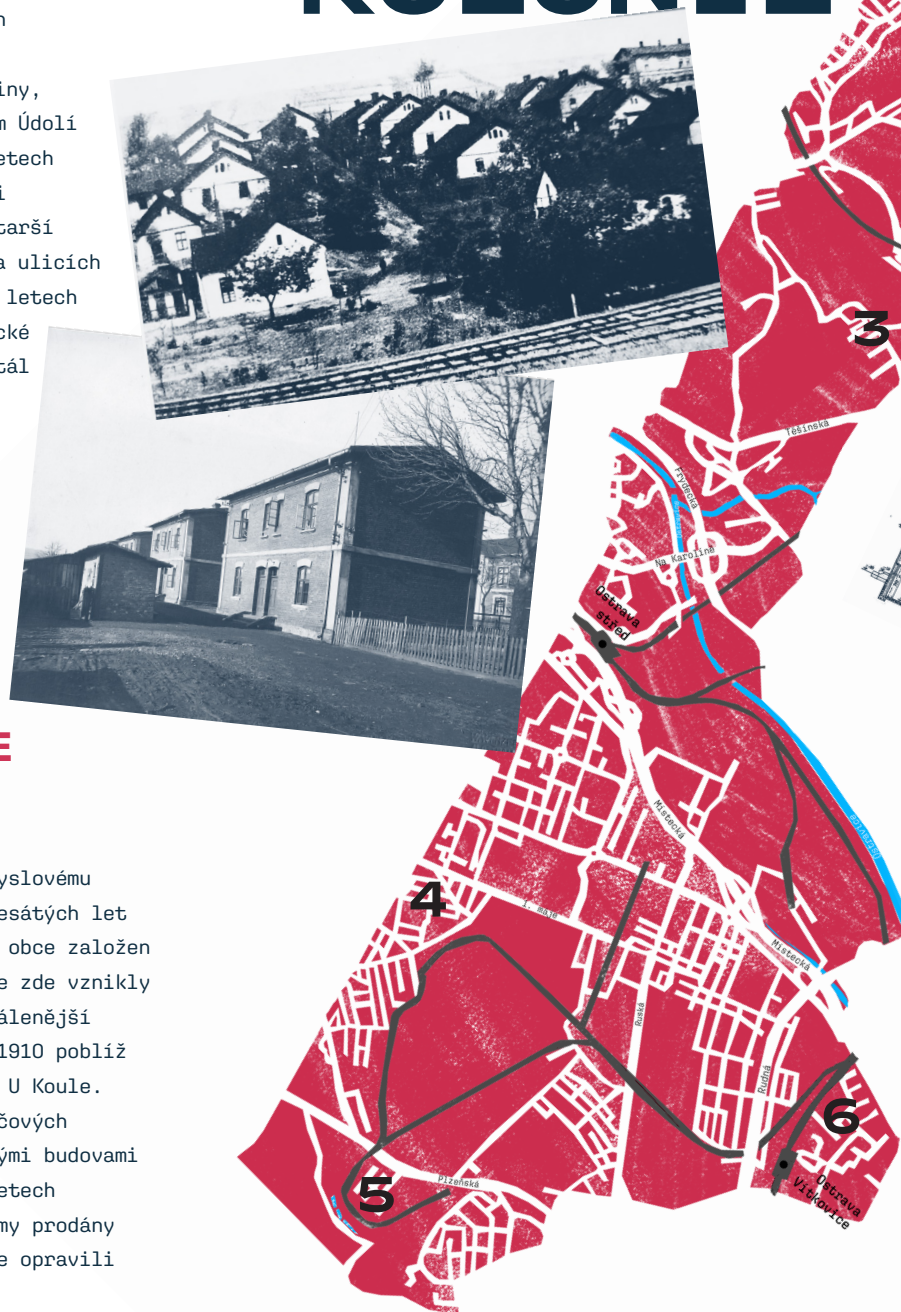 h
iny,
m Údolí
etech
i
tarší
a ulicích
letech
cké
tál
E
yslovému
esátých let
obce založen
e zde vznikly
álenější
1910 poblíž
U Koule.
čových
ými budovami
etech
my prodány
e opravili
3
Těšínská
Frýdecká
Na Karolíně
Ostrava
střed
Místecká
Ostravice
4
1. máje
Místecká
Ruská
Rudná
6
5
Plzeňská
Ostrava
Vítkovice